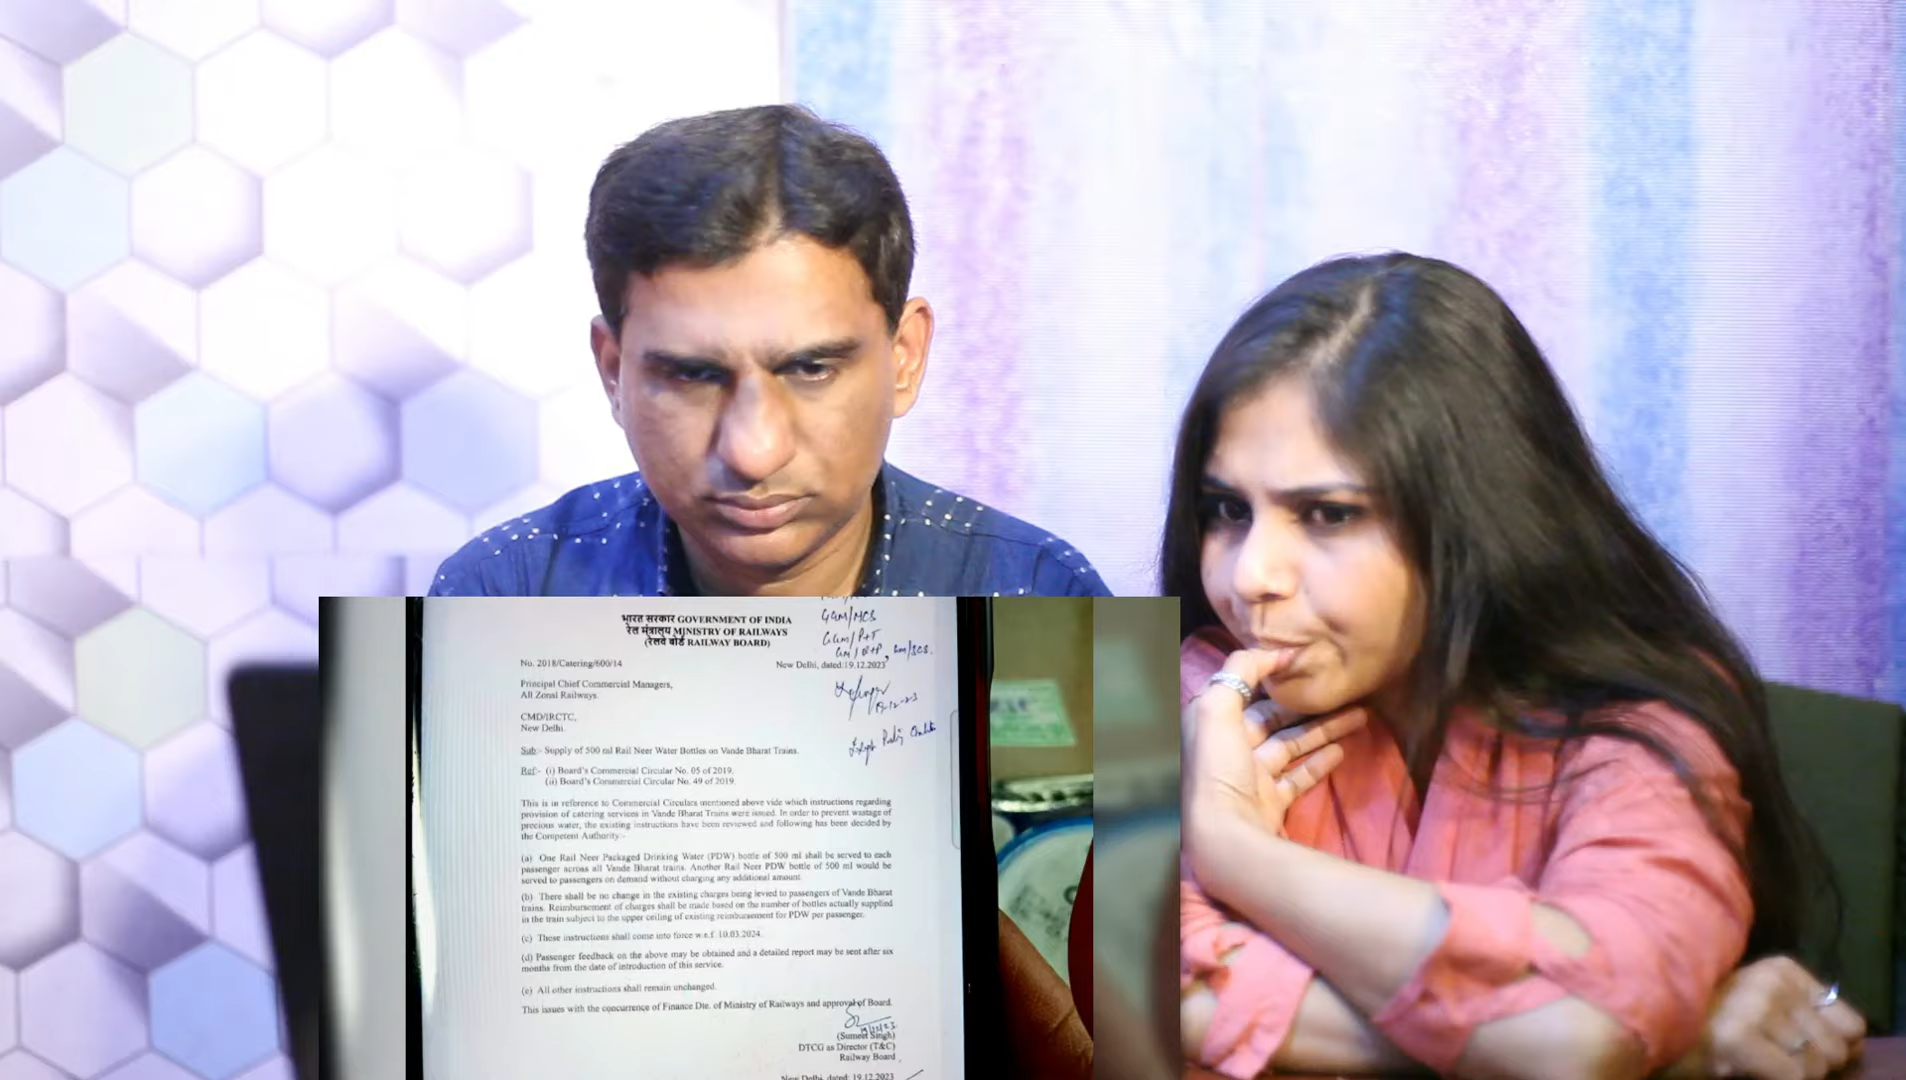 भारत सरकार GOVERNMENT OF INDIA
रेल मंत्रालय MINISTRY OF RAILWAYS
(रेलवे बोर्ड RAILWAY BOARD)
GGM/MCS
GGM/P+T
No. 2018/Catering/600/14
New Delhi, dated:19.12.2023
Principal Chief Commercial Managers,
All Zonal Railways.
CMD/IRCTC,
New Delhi.
Sub:- Supply of 500 ml Rail Neer Water Bottles on Vande Bharat Trains.
Ref:- (i) Board's Commercial Circular No. 05 of 2019.
(ii) Board's Commercial Circular No. 49 of 2019.
This is in reference to Commercial Circulars mentioned above vide which instructions regarding
provision of catering services in Vande Bharat Trains were issued. In order to prevent wastage of
precious water, the existing instructions have been reviewed and following has been decided by
the Competent Authority:-
(a) One Rail Neer Packaged Drinking Water (PDW) bottle of 500 ml shall be served to each
passenger across all Vande Bharat trains. Another Rail Neer PDW bottle of 500 ml would be
served to passengers on demand without charging any additional amount.
(b) There shall be no change in the existing charges being levied to passengers of Vande Bharat
trains. Reimbursement of charges shall be made based on the number of bottles actually supplied
in the train subject to the upper ceiling of existing reimbursement for PDW per passenger.
(c) These instructions shall come into force w.e.f. 10.03.2024.
(d) Passenger feedback on the above may be obtained and a detailed report may be sent after six
months from the date of introduction of this service.
(e) All other instructions shall remain unchanged.
This issues with the concurrence of Finance Dte. of Ministry of Railways and approval of Board.
(Sumeet Singh)
DTCG as Director (T&C)
Railway Board
New Delhi, dated: 19.12.2023